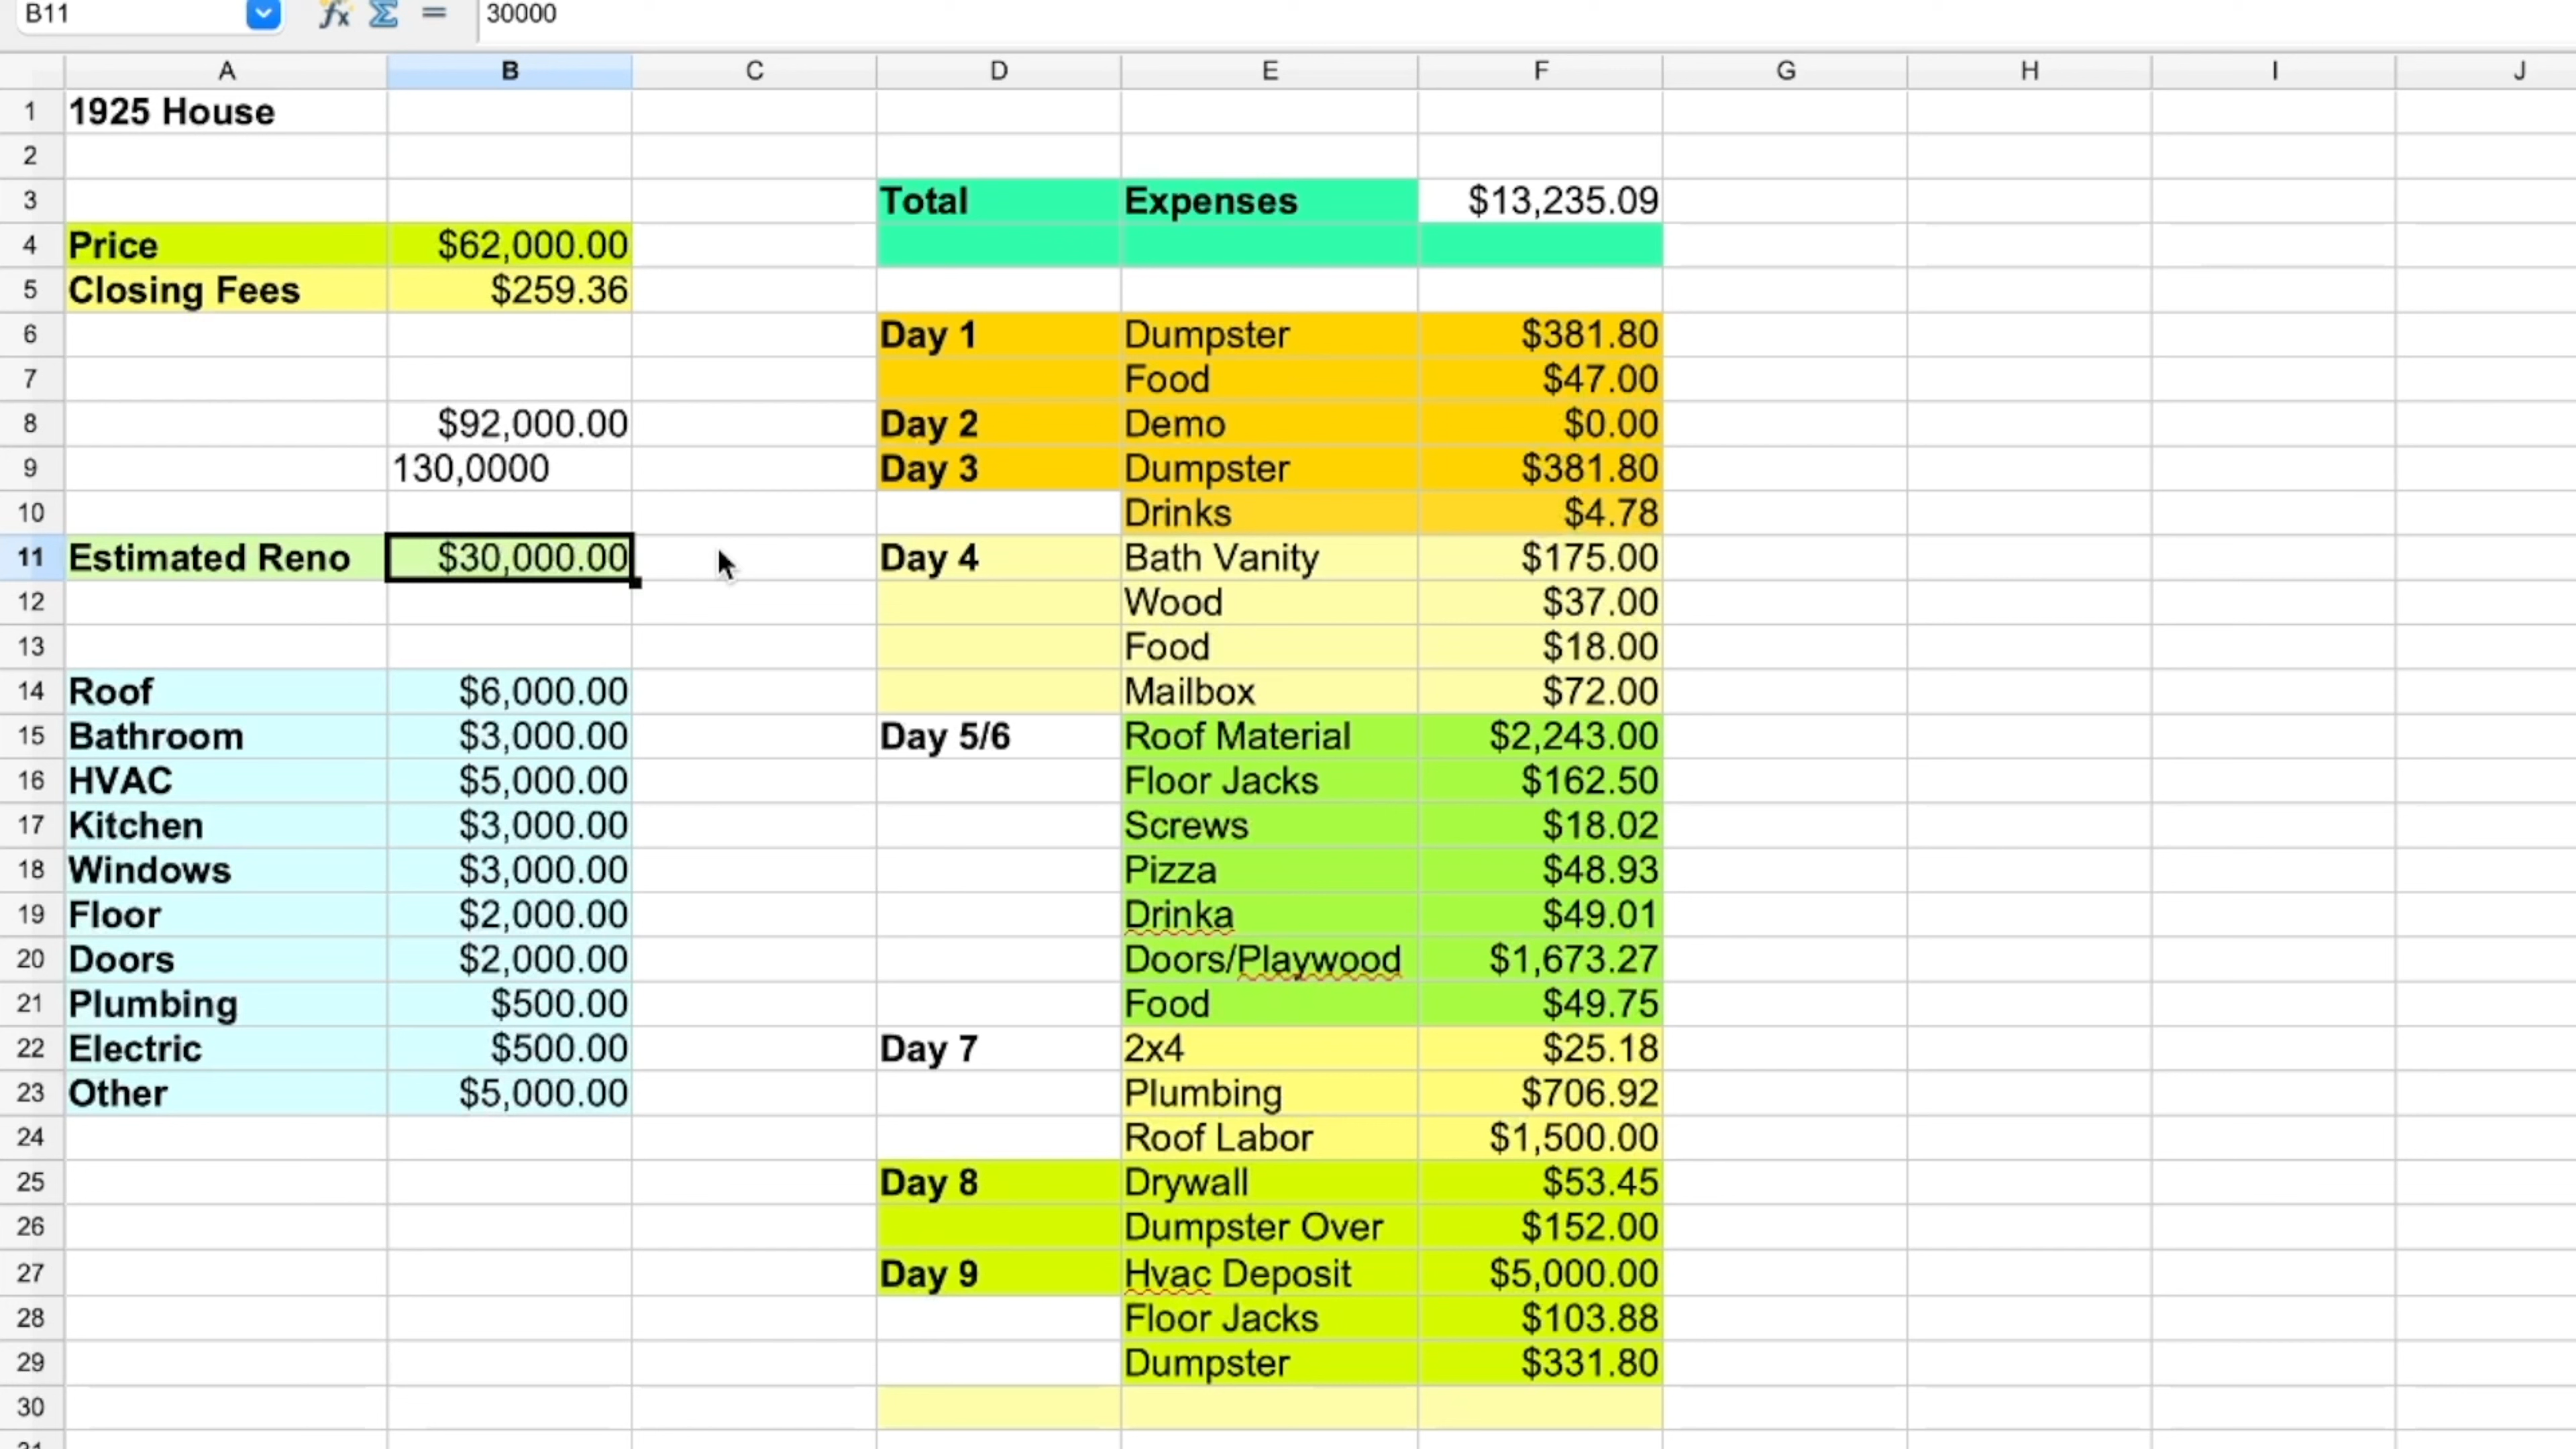 B11 fx Σ = 30000
A B C D E F G H I J
1 1925 House
2
3 Total Expenses $13,235.09
4 Price $62,000.00
5 Closing Fees $259.36
6 Day 1 Dumpster $381.80
7 Food $47.00
8 $92,000.00 Day 2 Demo $0.00
9 130,0000 Day 3 Dumpster $381.80
10 Drinks $4.78
11 Estimated Reno $30,000.00 Day 4 Bath Vanity $175.00
12 Wood $37.00
13 Food $18.00
14 Roof $6,000.00 Mailbox $72.00
15 Bathroom $3,000.00 Day 5/6 Roof Material $2,243.00
16 HVAC $5,000.00 Floor Jacks $162.50
17 Kitchen $3,000.00 Screws $18.02
18 Windows $3,000.00 Pizza $48.93
19 Floor $2,000.00 Drinka $49.01
20 Doors $2,000.00 Doors/Playwood $1,673.27
21 Plumbing $500.00 Food $49.75
22 Electric $500.00 Day 7 2x4 $25.18
23 Other $5,000.00 Plumbing $706.92
24 Roof Labor $1,500.00
25 Day 8 Drywall $53.45
26 Dumpster Over $152.00
27 Day 9 Hvac Deposit $5,000.00
28 Floor Jacks $103.88
29 Dumpster $331.80
30